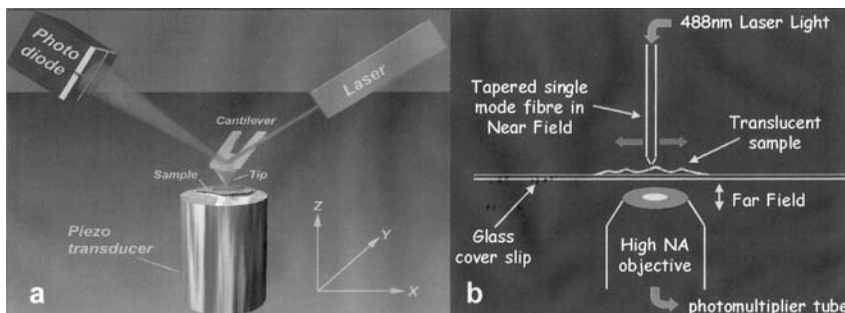 Photo
diode
Laser
Cantilever
Sample
Tip
Piezo
transducer
Z
Y
X
a
488nm Laser Light
Tapered single
mode fibre in
Near Field
Translucent
sample
Far Field
Glass
cover slip
High NA
objective
photomultiplier tube
b